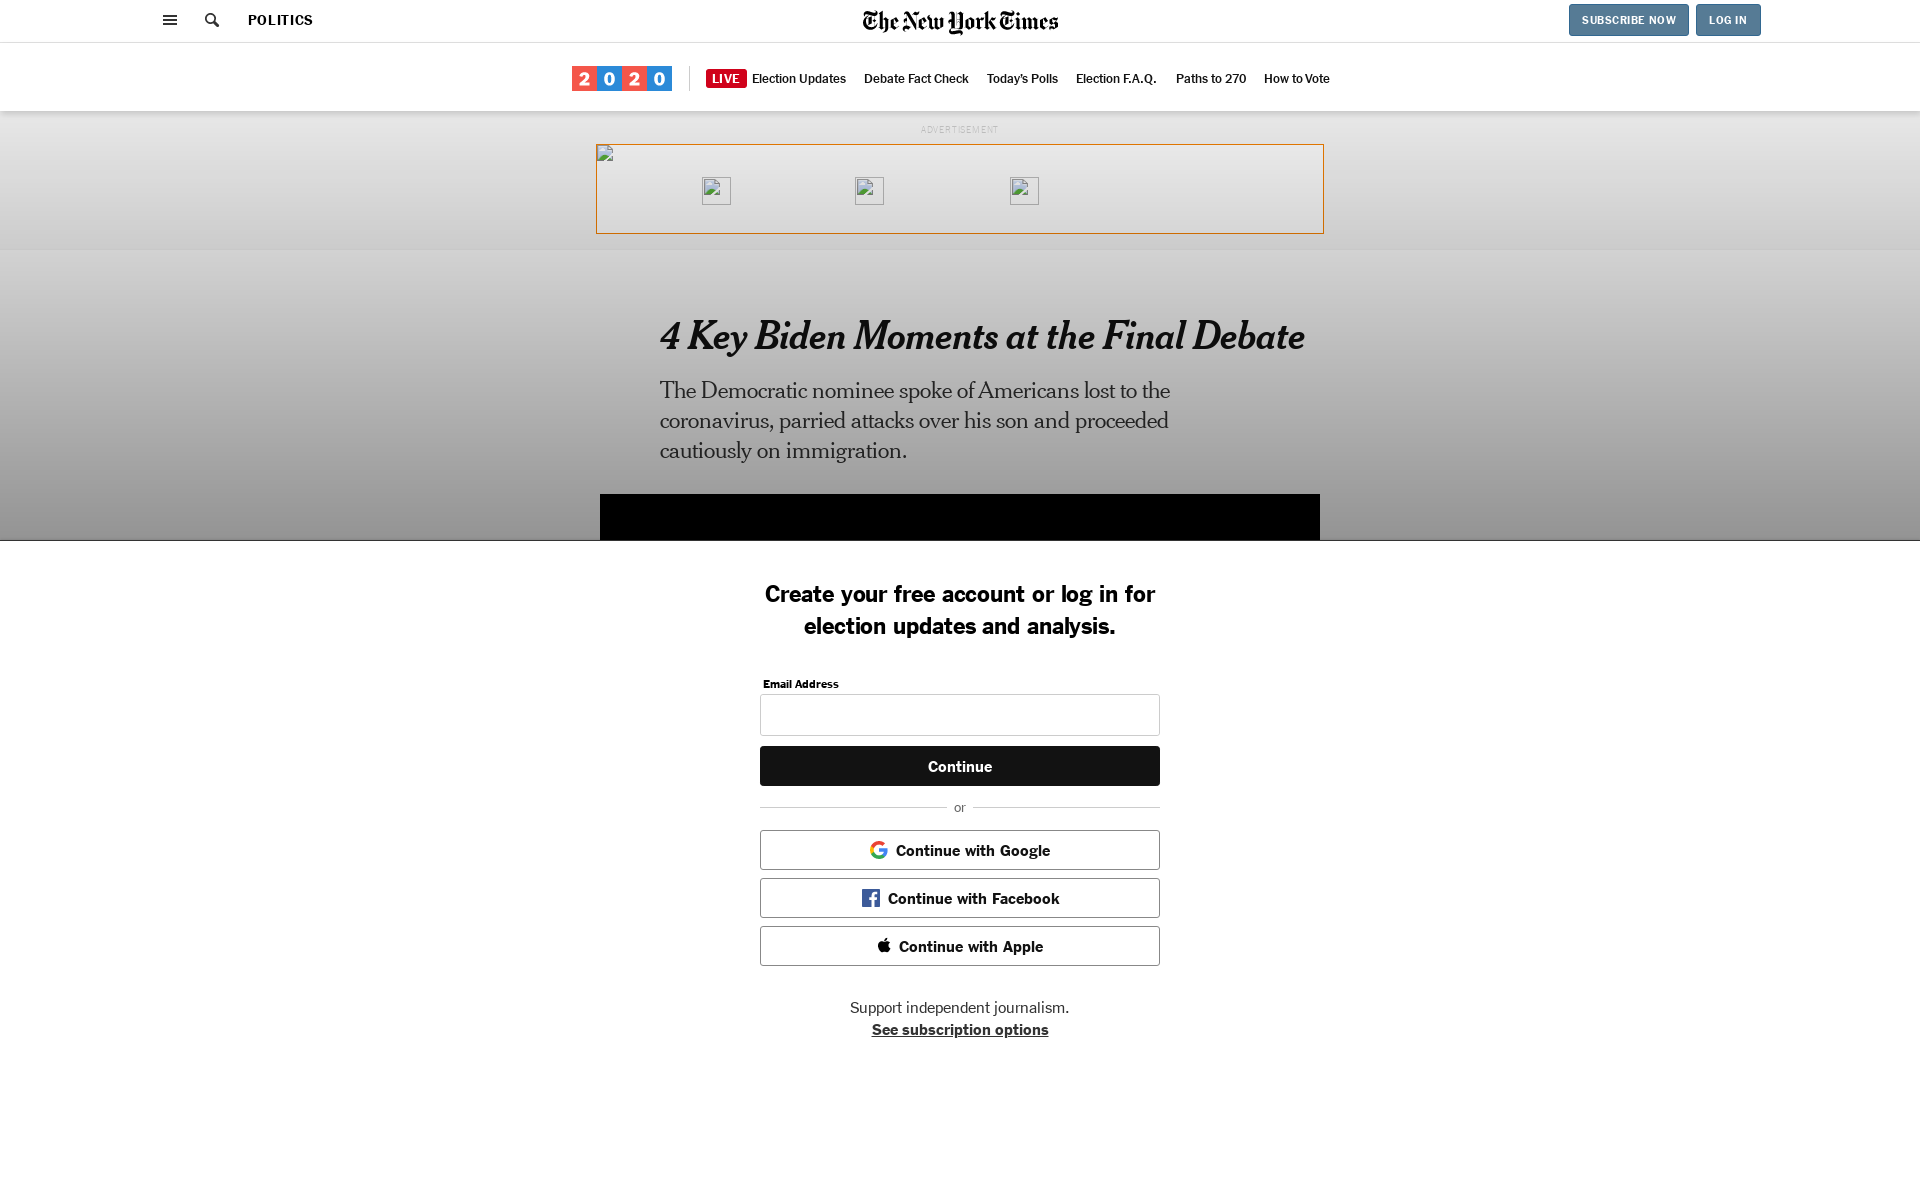 POLITICS
The New York Times
SUBSCRIBE NOW
LOG IN
2020
LIVE Election Updates
Debate Fact Check
Today's Polls
Election F.A.Q.
Paths to 270
How to Vote
ADVERTISEMENT
4 Key Biden Moments at the Final Debate
The Democratic nominee spoke of Americans lost to the
coronavirus, parried attacks over his son and proceeded
cautiously on immigration.
Create your free account or log in for
election updates and analysis.
Email Address
Continue
or
Continue with Google
Continue with Facebook
Continue with Apple
Support independent journalism.
See subscription options